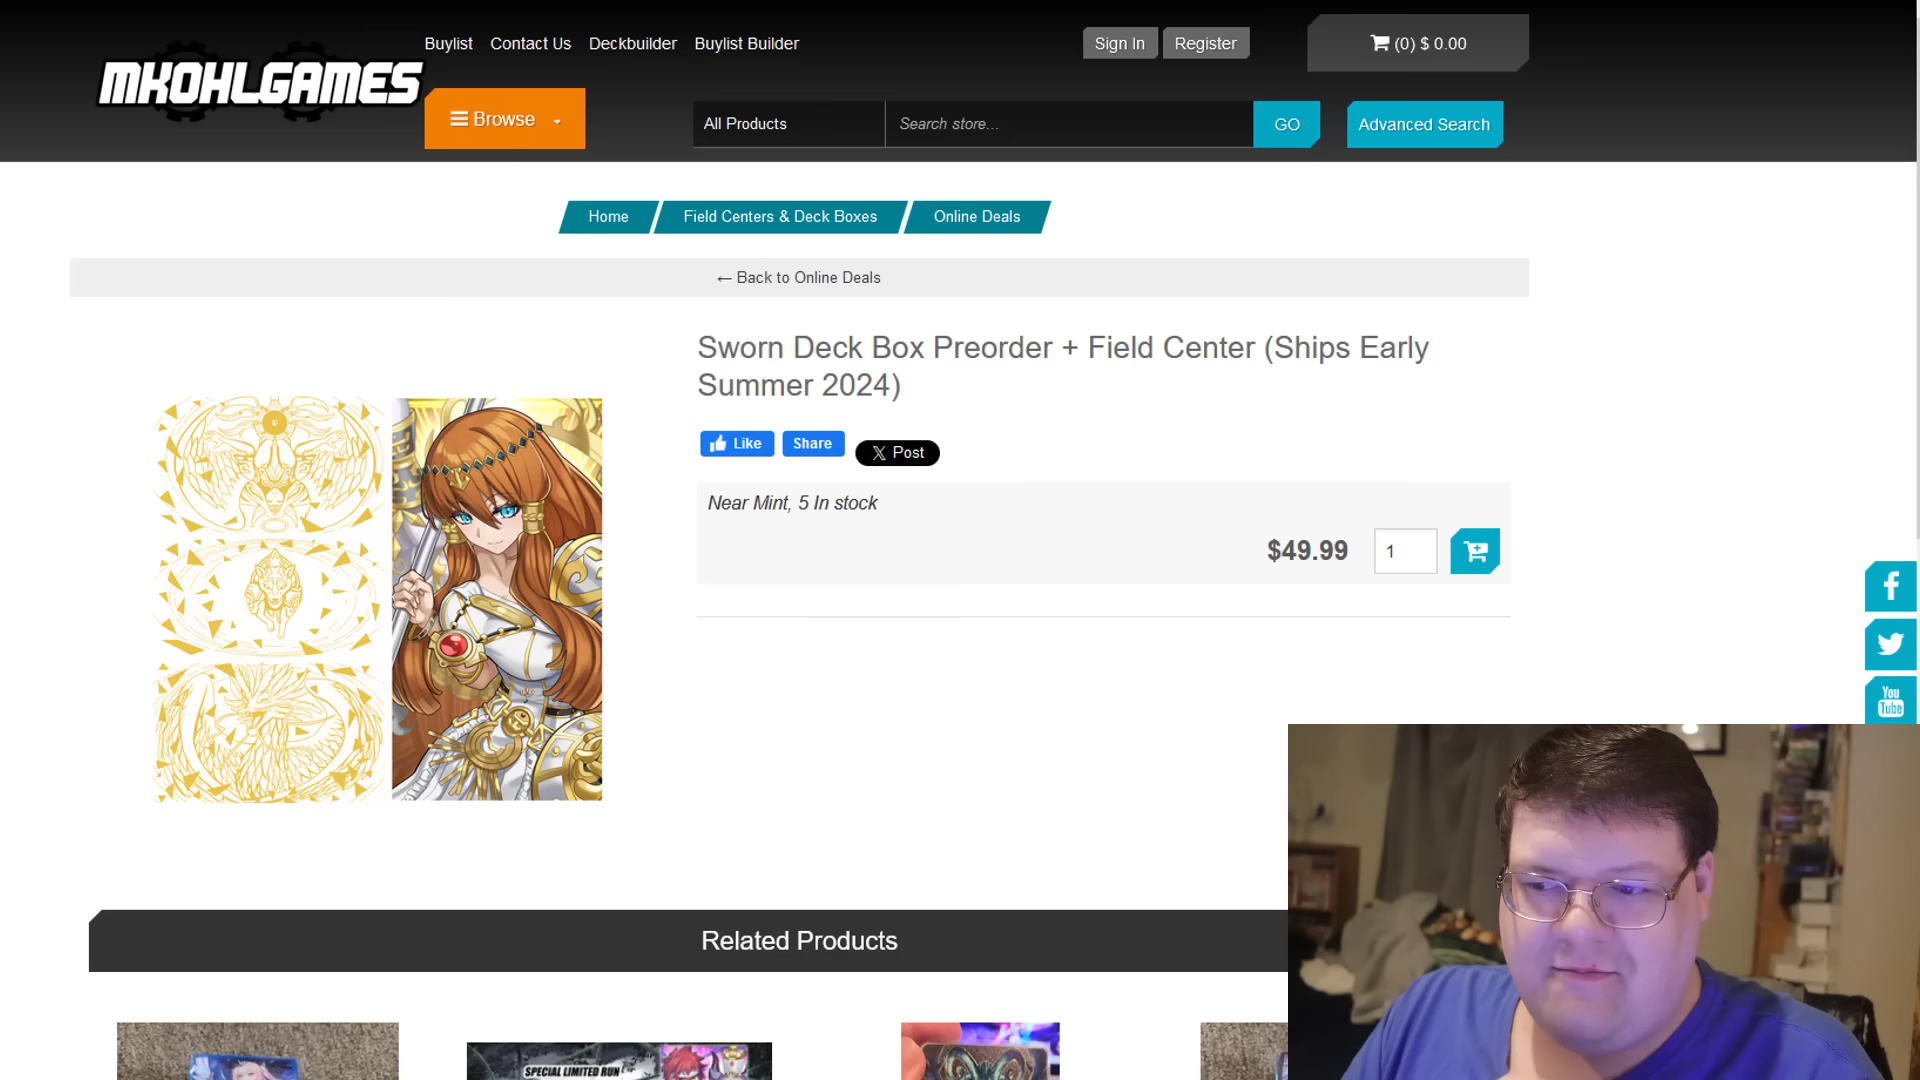 Buylist Contact Us Deckbuilder Buylist Builder
Sign In Register
(0) $ 0.00
MKOHLGAMES
Browse
All Products
Search store...
GO
Advanced Search
Home
Field Centers & Deck Boxes
Online Deals
← Back to Online Deals
Sworn Deck Box Preorder + Field Center (Ships Early
Summer 2024)
Like
Share
X Post
Near Mint, 5 In stock
$49.99
1
You
Tube
Related Products
SPECIAL LIMITED RUN